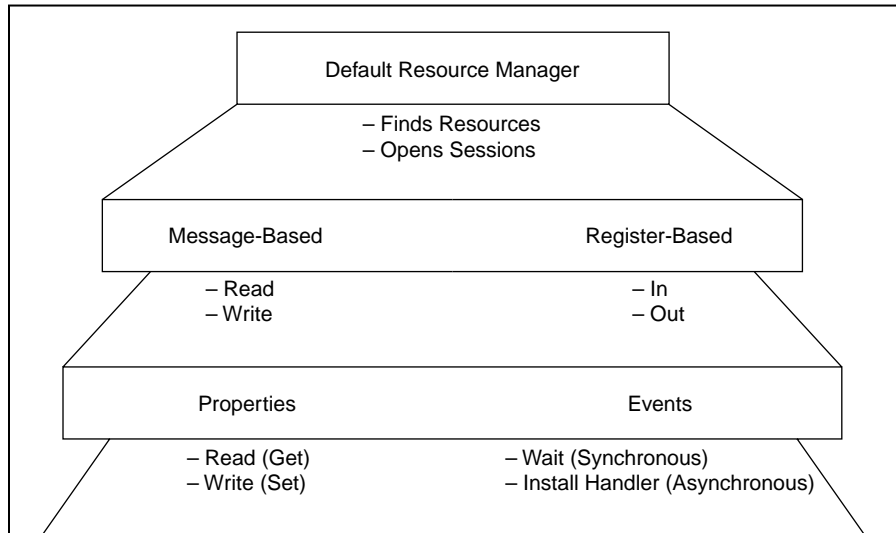 Default Resource Manager
– Finds Resources
– Opens Sessions
Message-Based Register-Based
– Read – In
– Write – Out
Properties Events
– Read (Get) – Wait (Synchronous)
– Write (Set) – Install Handler (Asynchronous)